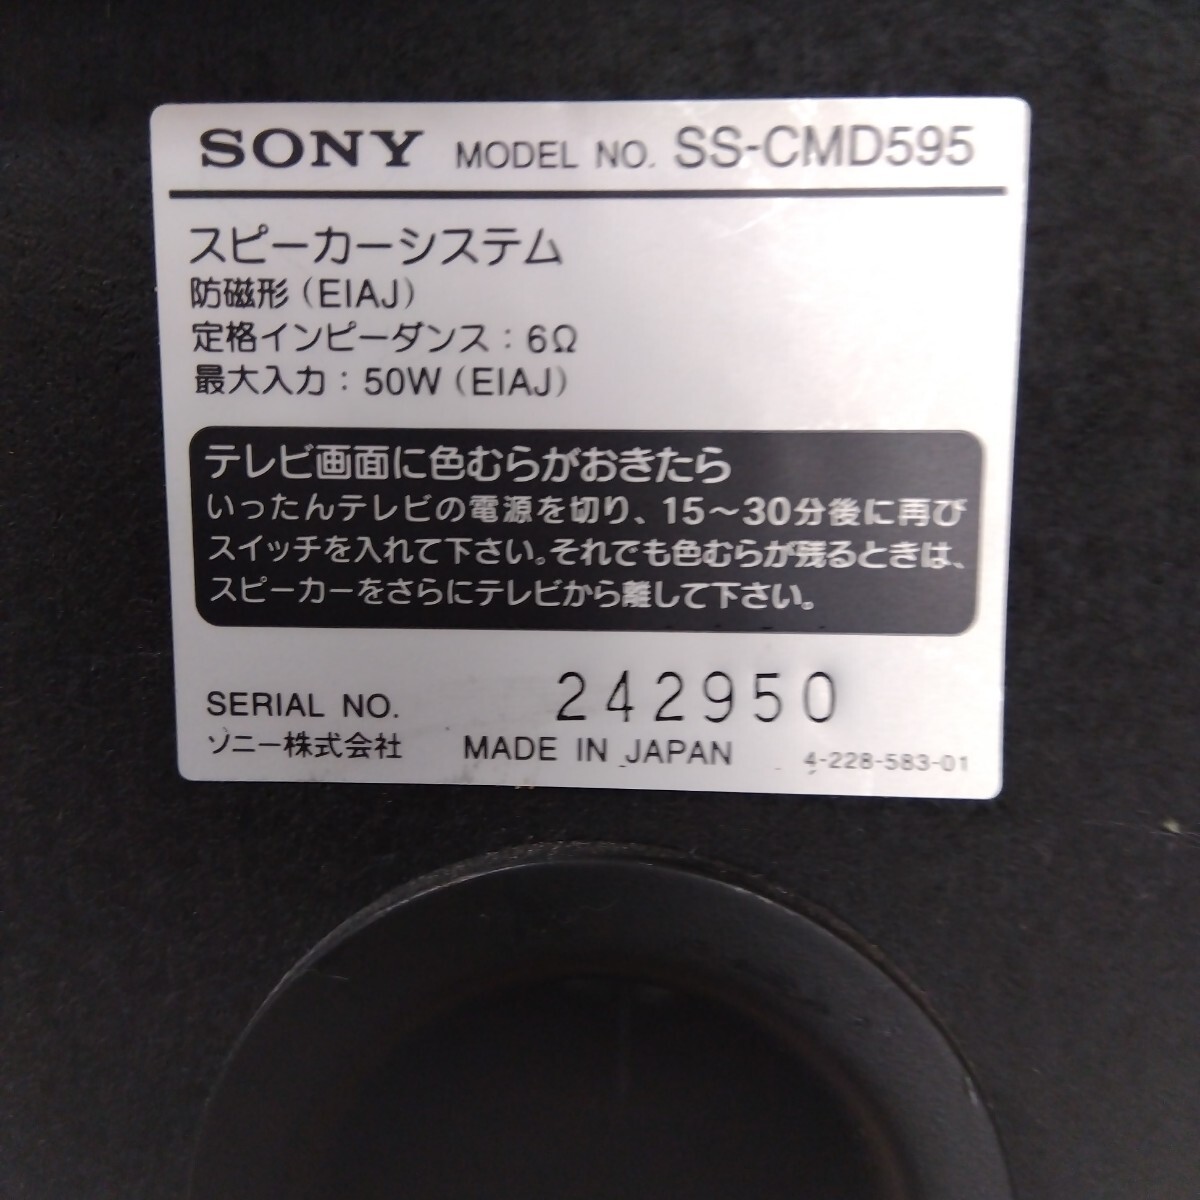 SONY MODEL NO. SS-CMD595
スピーカーシステム
防磁形（EIAJ）
定格インピーダンス：6Ω
最大入力：50W（EIAJ）
テレビ画面に色むらがおきたら
いったんテレビの電源を切り、15～30分後に再び
スイッチを入れて下さい。それでも色むらが残るときは、
スピーカーをさらにテレビから離して下さい。
SERIAL NO. 242950
ソニー株式会社 MADE IN JAPAN 4-228-583-01